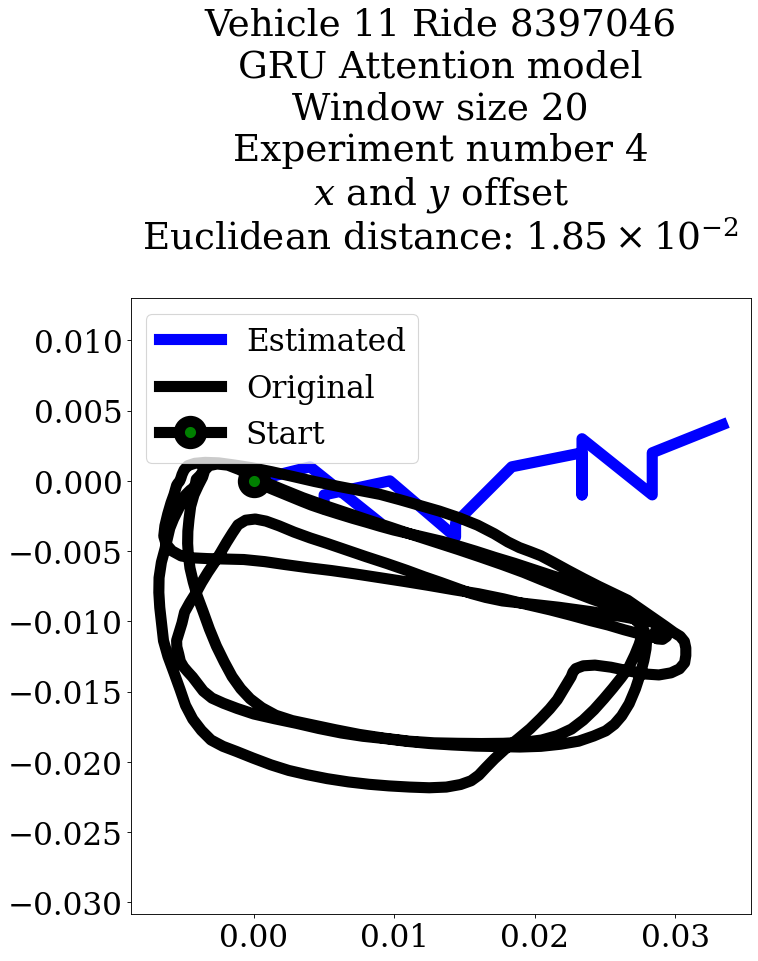 Vehicle 11 Ride 8397046
GRU Attention model
Window size 20
Experiment number 4
x and y offset
Euclidean distance: 1.85 × 10⁻²
Estimated
Original
Start
0.010
0.005
0.000
−0.005
−0.010
−0.015
−0.020
−0.025
−0.030
0.00 0.01 0.02 0.03